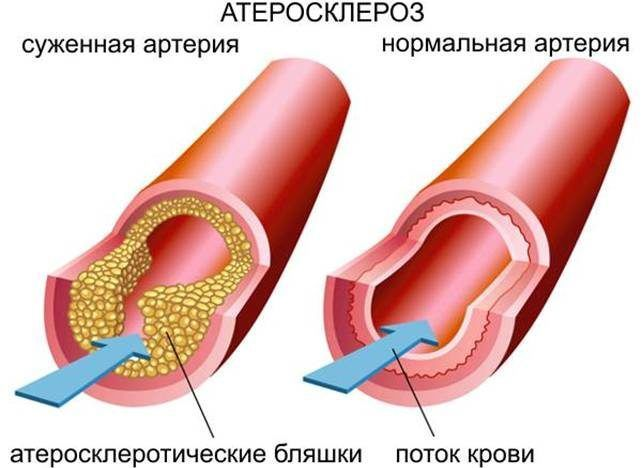 АТЕРОСКЛЕРОЗ
суженная артерия
нормальная артерия
атеросклеротические бляшки
поток крови